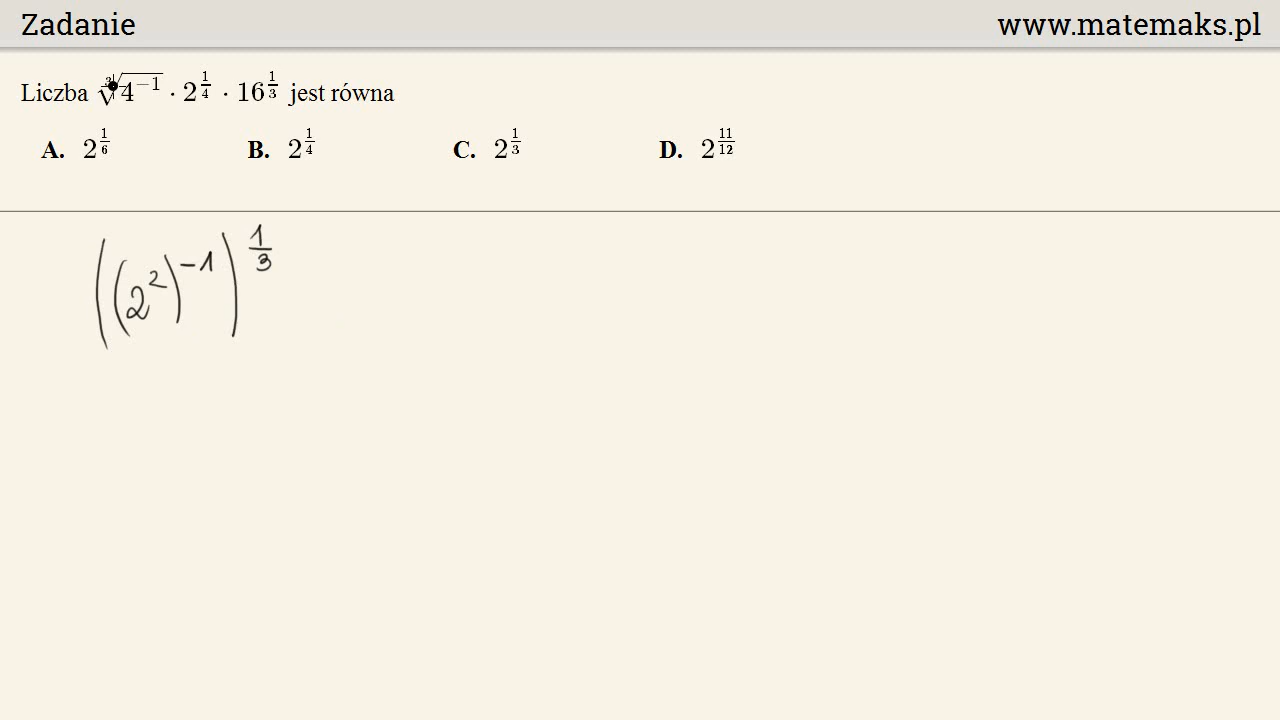 Zadanie www.matemaks.pl
Liczba ∛(4⁻¹) · 2^(1/4) · 16^(1/3) jest równa
A. 2^(1/6) B. 2^(1/4) C. 2^(1/3) D. 2^(11/12)
((2²)⁻¹)^(1/3)